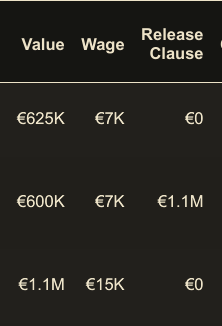 Value Wage Release Clause
€625K €7K €0
€600K €7K €1.1M
€1.1M €15K €0